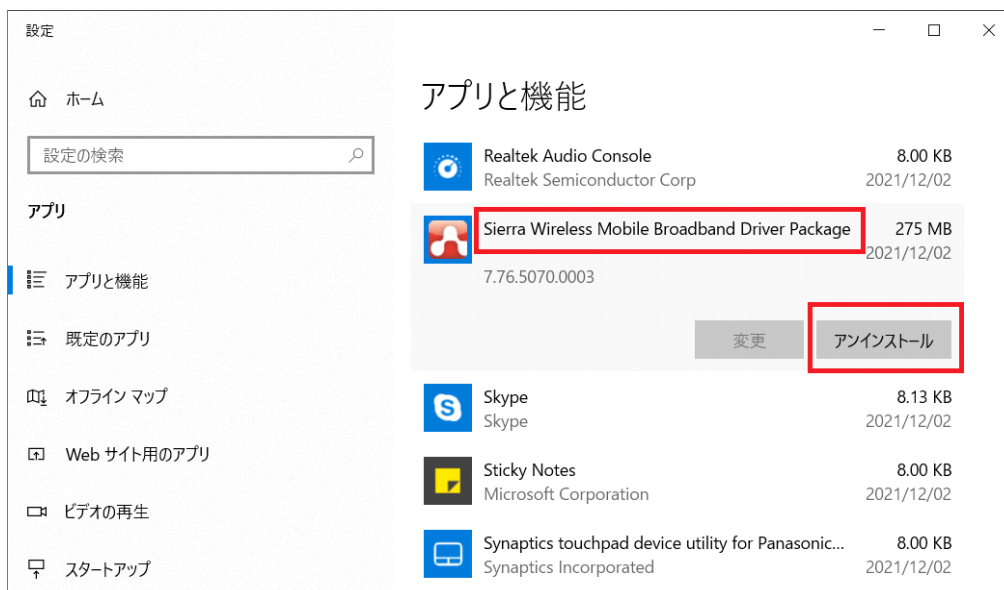 設定
ホーム
設定の検索
アプリ
アプリと機能
既定のアプリ
オフライン マップ
Web サイト用のアプリ
ビデオの再生
スタートアップ
アプリと機能
Realtek Audio Console 8.00 KB
Realtek Semiconductor Corp 2021/12/02
Sierra Wireless Mobile Broadband Driver Package 275 MB
2021/12/02
7.76.5070.0003
変更 アンインストール
Skype 8.13 KB
Skype 2021/12/02
Sticky Notes 8.00 KB
Microsoft Corporation 2021/12/02
Synaptics touchpad device utility for Panasonic... 8.00 KB
Synaptics Incorporated 2021/12/02